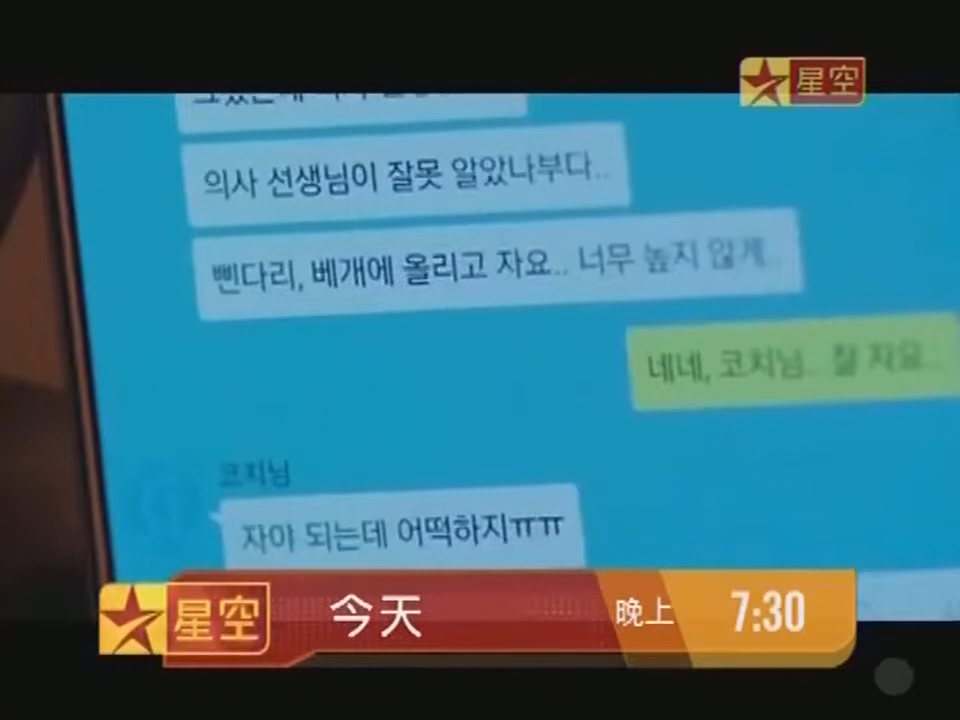 星空
의사 선생님이 잘못 알았나부다..
삔다리, 베개에 올리고 자요.. 너무 높지 않게..
네네, 코치님.. 잘 자요..
코치님
자야 되는데 어떡하지ㅠㅠ
星空 今天 晚上 7:30